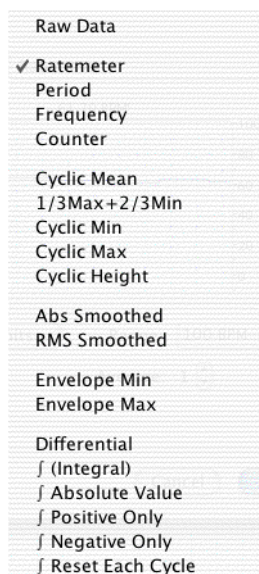 Raw Data
✓ Ratemeter
Period
Frequency
Counter
Cyclic Mean
1/3Max+2/3Min
Cyclic Min
Cyclic Max
Cyclic Height
Abs Smoothed
RMS Smoothed
Envelope Min
Envelope Max
Differential
∫ (Integral)
∫ Absolute Value
∫ Positive Only
∫ Negative Only
∫ Reset Each Cycle